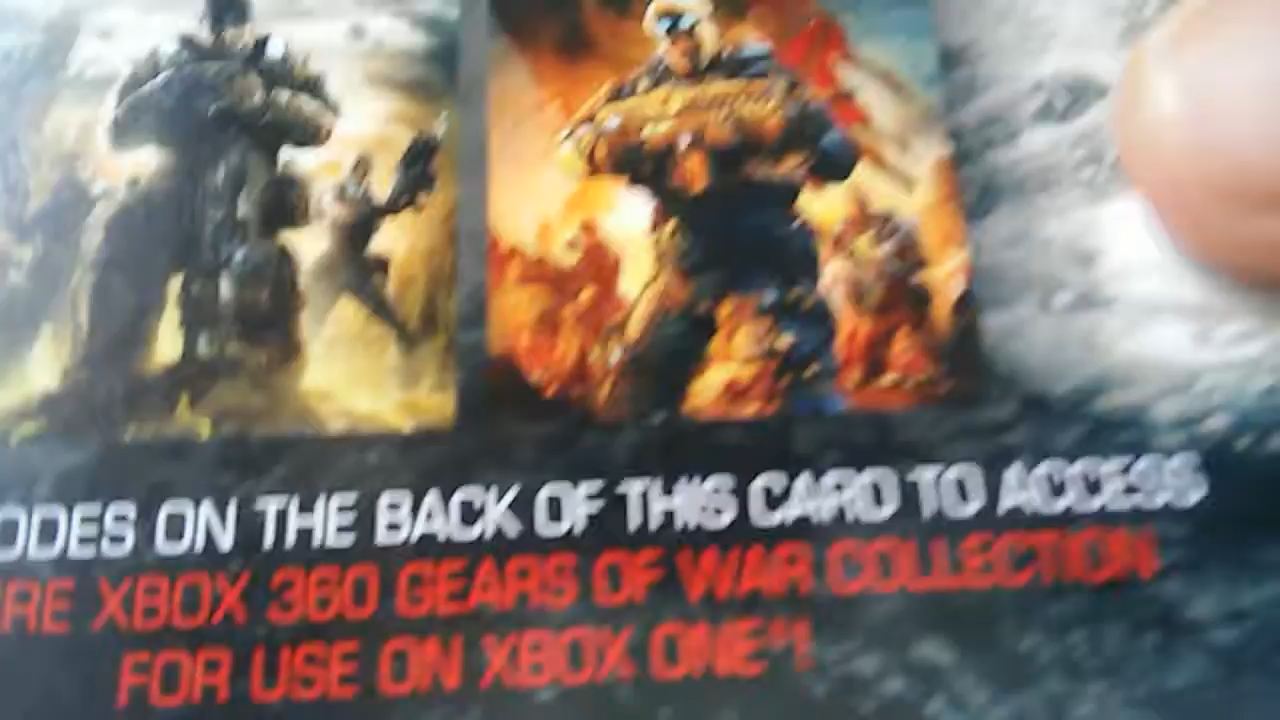 ODES ON THE BACK OF THIS CARD TO ACCESS
RE XBOX 360 GEARS OF WAR COLLECTION
FOR USE ON XBOX ONE*!